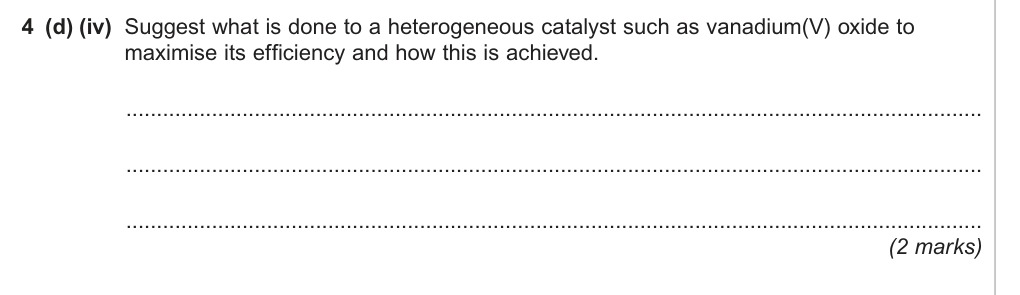 4 (d) (iv) Suggest what is done to a heterogeneous catalyst such as vanadium(V) oxide to
maximise its efficiency and how this is achieved.
................................................................................................................................................
................................................................................................................................................
................................................................................................................................................
(2 marks)